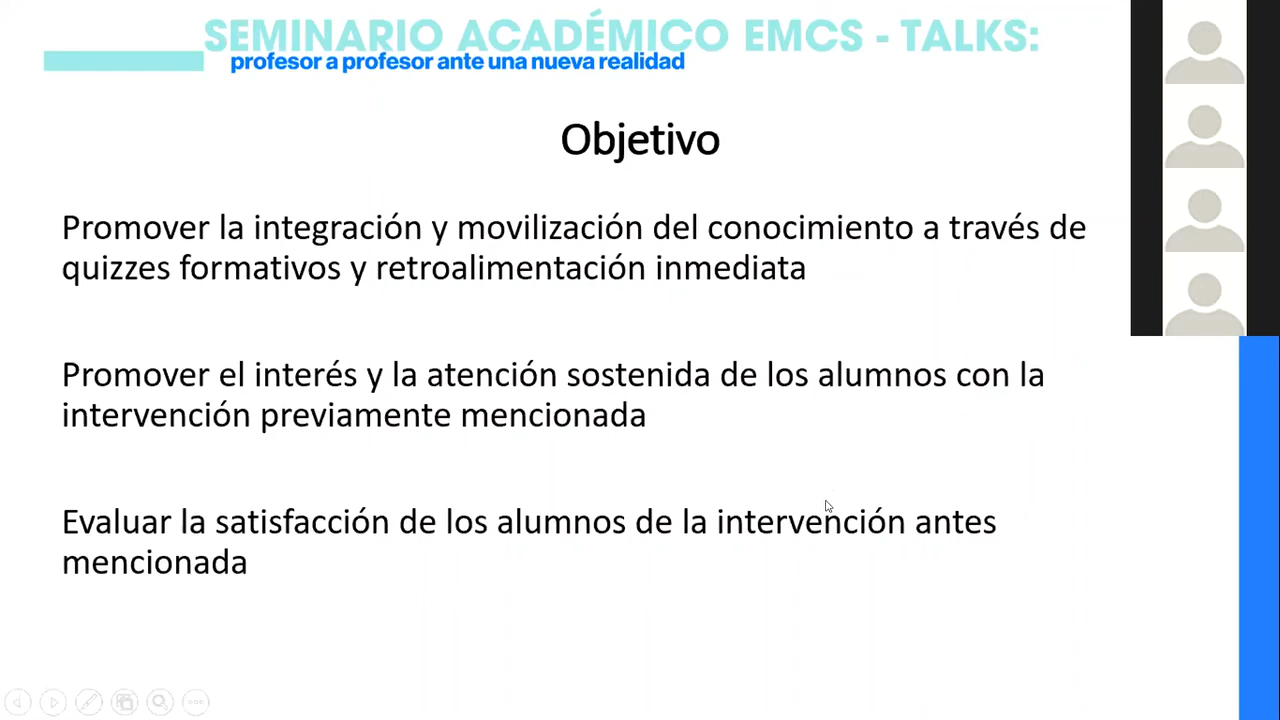 SEMINARIO ACADÉMICO EMCS - TALKS:
profesor a profesor ante una nueva realidad
Objetivo
Promover la integración y movilización del conocimiento a través de
quizzes formativos y retroalimentación inmediata
Promover el interés y la atención sostenida de los alumnos con la
intervención previamente mencionada
Evaluar la satisfacción de los alumnos de la intervención antes
mencionada